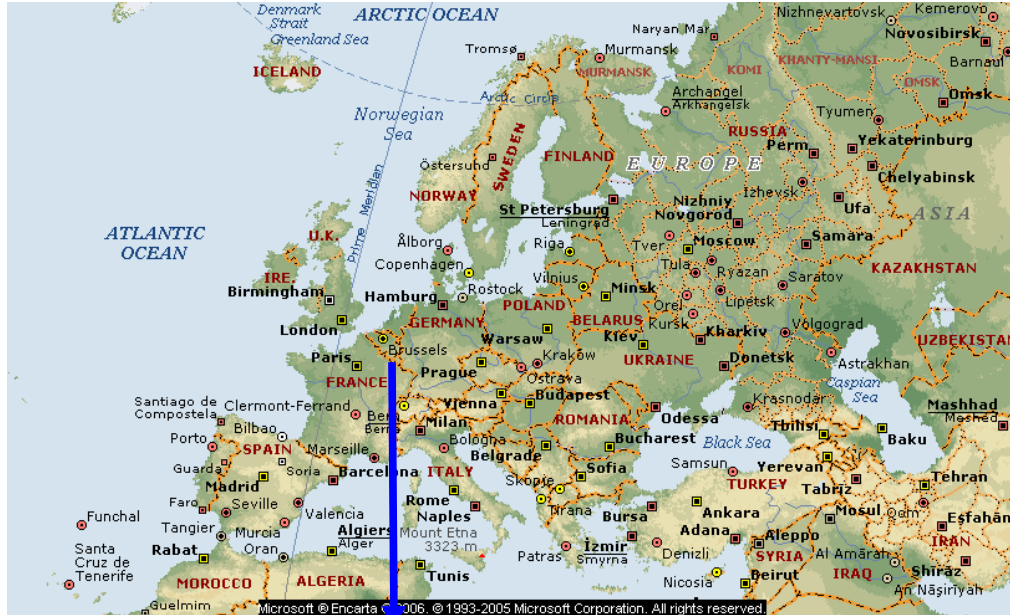 Denmark
Strait
Greenland Sea
ARCTIC OCEAN
Nizhnevartovsk
Kemerovo
Novosibirsk
Naryan Mar
Tromsø
Murmansk
MURMANSK
KOMI
KHANTY-MANSI
Barnaul
ICELAND
OMSK
Omsk
Arctic Circle
Archangel
Arkhangelsk
Norwegian
Sea
Tyumen
RUSSIA
Perm
Yekaterinburg
Östersund
SWEDEN
FINLAND
EUROPE
Chelyabinsk
NORWAY
Izhevsk
Prime Meridian
St Petersburg
Leningrad
Nizhniy
Novgorod
Ufa
ASIA
ATLANTIC
OCEAN
U.K.
Ålborg
Riga
Tver
Moscow
Samara
Copenhagen
Tula
Ryazan
KAZAKHSTAN
IRE.
Birmingham
Hamburg
Rostock
Vilnius
Minsk
Saratov
Orel
Lipetsk
POLAND
London
GERMANY
BELARUS
Kursk
Kharkiv
Volgograd
Warsaw
Kiev
UZBEKISTAN
Paris
Brussels
Kraków
UKRAINE
Donetsk
Astrakhan
Prague
Ostrava
FRANCE
Caspian
Sea
Santiago de
Compostela
Clermont-Ferrand
Bern
Berne
Vienna
Budapest
Krasnodar
Mashhad
Meshed
Bilbao
Milan
ROMANIA
Odessa
Tbilisi
Porto
SPAIN
Marseille
Bologna
Bucharest
Black Sea
Baku
Guarda
Soria
Barcelona
ITALY
Belgrade
Sofia
Samsun
Yerevan
Madrid
Skopje
TURKEY
Tabriz
Tehran
Faro
Seville
Rome
Tirana
Valencia
Naples
Bursa
Ankara
Mosul
Qom
Funchal
Tangier
Murcia
Algiers
Alger
Mount Etna
3323 m
Adana
Aleppo
Eşfahān
Santa
Cruz de
Tenerife
Rabat
Oran
Patras
İzmir
Smyrna
Denizli
SYRIA
Al Amārah
IRAN
Tunis
Nicosia
Beirut
IRAQ
Shīrāz
MOROCCO
ALGERIA
An Nāşirīyah
Guelmim
Microsoft ® Encarta © 2006. © 1993-2005 Microsoft Corporation. All rights reserved.